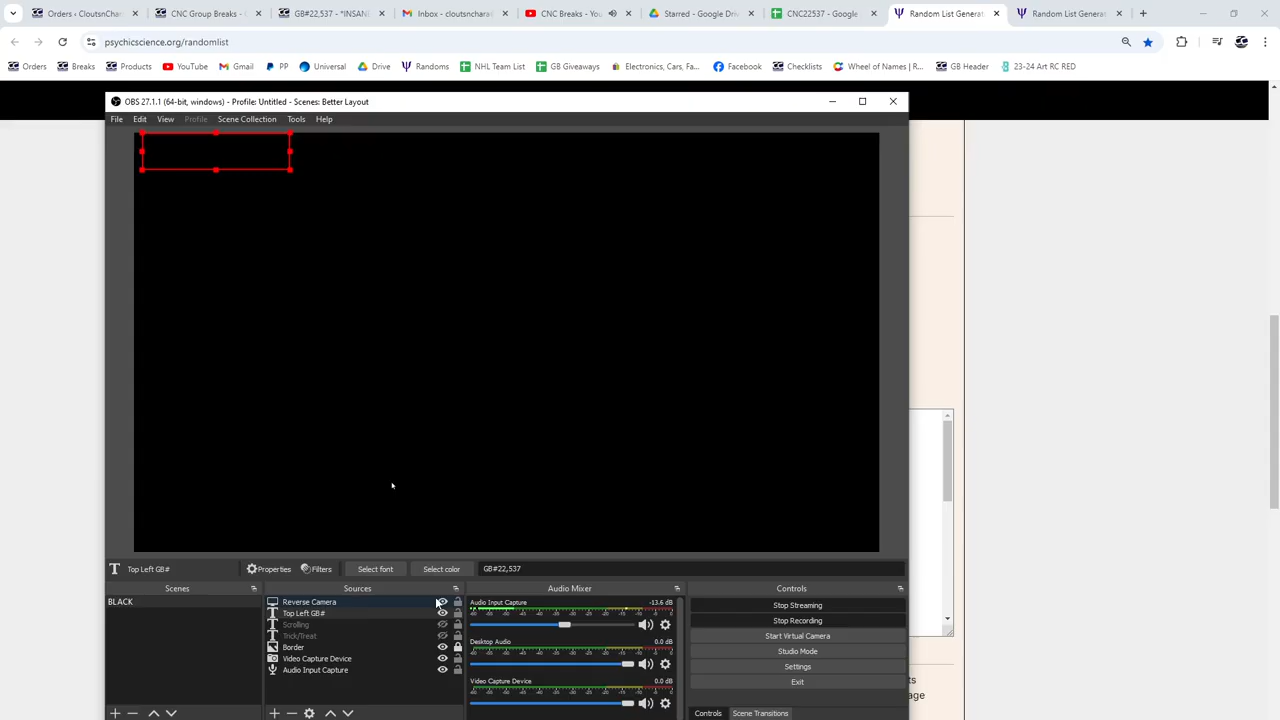 Orders / CloutsnChara
CNC Group Breaks
GB#22,537 - *INSANE
Inbox - cloutsnchara
CNC Breaks - You
Starred - Google Driv
CNC22537 - Google
Random List Generat
Random List Generat
psychicscience.org/randomlist
Orders
Breaks
Products
YouTube
Gmail
PP
Universal
Drive
Randoms
NHL Team List
GB Giveaways
Electronics, Cars, Fa...
Facebook
Checklists
Wheel of Names | R...
GB Header
23-24 Art RC RED
OBS 27.1.1 (64-bit, windows) - Profile: Untitled - Scenes: Better Layout
File Edit View Profile Scene Collection Tools Help
Top Left GB#
Properties
Filters
Select font
Select color
GB#22,537
Scenes
BLACK
Sources
Reverse Camera
Top Left GB#
Scrolling
Trick/Treat
Border
Video Capture Device
Audio Input Capture
Audio Mixer
Audio Input Capture -13.6 dB
Desktop Audio 0.0 dB
Video Capture Device 0.0 dB
Controls
Stop Streaming
Stop Recording
Start Virtual Camera
Studio Mode
Settings
Exit
Controls
Scene Transitions
ts
age